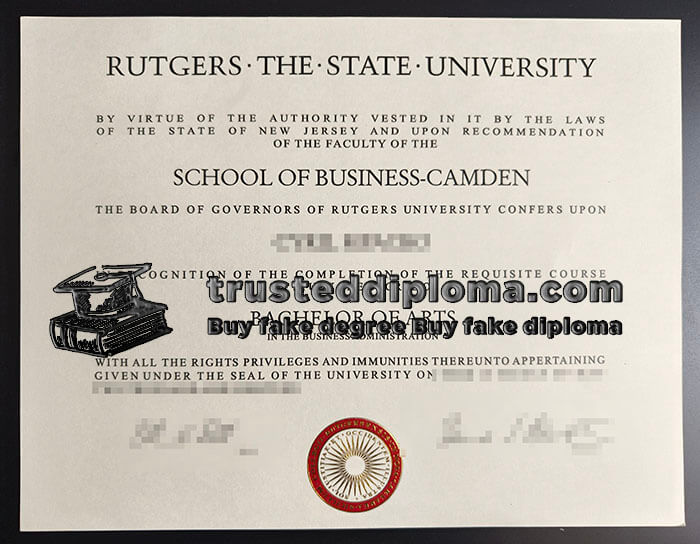 RUTGERS · THE · STATE · UNIVERSITY
BY VIRTUE OF THE AUTHORITY VESTED IN IT BY THE LAWS
OF THE STATE OF NEW JERSEY AND UPON RECOMMENDATION
OF THE FACULTY OF THE
SCHOOL OF BUSINESS-CAMDEN
THE BOARD OF GOVERNORS OF RUTGERS UNIVERSITY CONFERS UPON
COGNITION OF THE COMPLETION OF THE REQUISITE COURSE
trusteddiploma.com
BACHELOR OF ARTS
Buy fake degree Buy fake diploma
IN THE BUSINESS ADMINISTRATION
WITH ALL THE RIGHTS PRIVILEGES AND IMMUNITIES THEREUNTO APPERTAINING
GIVEN UNDER THE SEAL OF THE UNIVERSITY ON